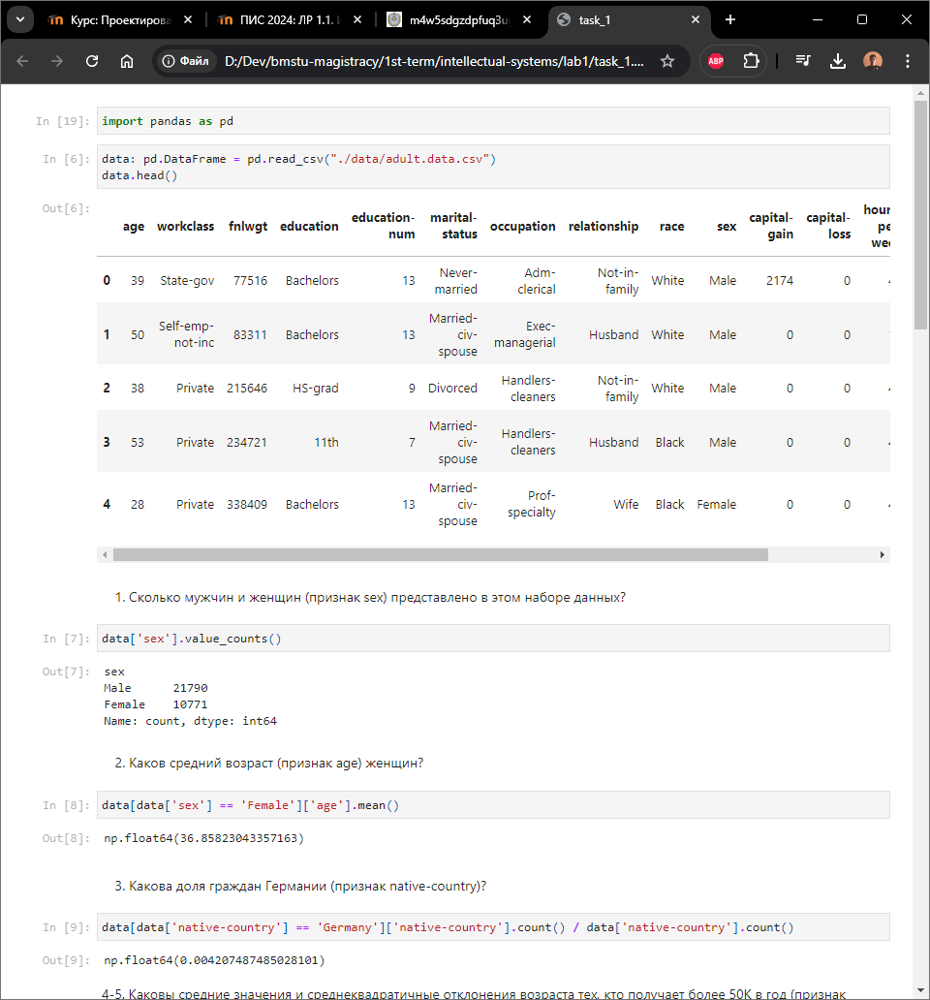 Курс: Проектирова
ПИС 2024: ЛР 1.1.
m4w5sdgzdpfuq3u
task_1
Файл
D:/Dev/bmstu-magistracy/1st-term/intellectual-systems/lab1/task_1....
ABP
In [19]: import pandas as pd
In [6]: data: pd.DataFrame = pd.read_csv("./data/adult.data.csv")
data.head()
Out[6]:
age workclass fnlwgt education education-num marital-status occupation relationship race sex capital-gain capital-loss
0 39 State-gov 77516 Bachelors 13 Never-married Adm-clerical Not-in-family White Male 2174 0
1 50 Self-emp-not-inc 83311 Bachelors 13 Married-civ-spouse Exec-managerial Husband White Male 0 0
2 38 Private 215646 HS-grad 9 Divorced Handlers-cleaners Not-in-family White Male 0 0
3 53 Private 234721 11th 7 Married-civ-spouse Handlers-cleaners Husband Black Male 0 0
4 28 Private 338409 Bachelors 13 Married-civ-spouse Prof-specialty Wife Black Female 0 0
1. Сколько мужчин и женщин (признак sex) представлено в этом наборе данных?
In [7]: data['sex'].value_counts()
Out[7]: sex
Male 21790
Female 10771
Name: count, dtype: int64
2. Каков средний возраст (признак age) женщин?
In [8]: data[data['sex'] == 'Female']['age'].mean()
Out[8]: np.float64(36.85823043357163)
3. Какова доля граждан Германии (признак native-country)?
In [9]: data[data['native-country'] == 'Germany']['native-country'].count() / data['native-country'].count()
Out[9]: np.float64(0.004207487485028101)
4-5. Каковы средние значения и среднеквадратичные отклонения возраста тех, кто получает более 50K в год (признак